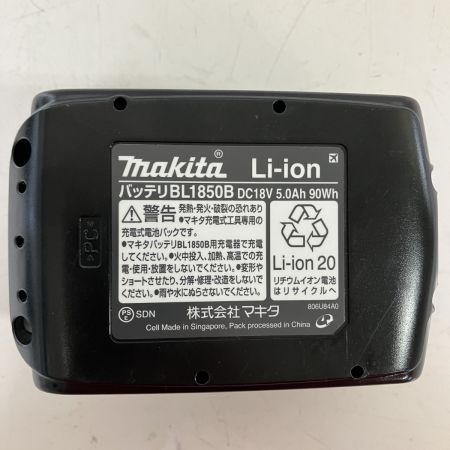 makita® Li-ion
バッテリBL1850B DC18V 5.0Ah 90Wh
警告 発熱・発火・破裂の恐れあり
●マキタ充電式工具専用の
充電式電池パックです。
●マキタバッテリBL1850B用充電器で充電
してください。●火中投入、加熱、高温での充
電・使用・放置をしないでください。●変形や
ショートさせたり、分解・修理・改造をしないで
ください。●雨や水にぬらさないでください。
Li-ion 20
リチウムイオン電池
はリサイクルへ
PS E SDN
株式会社マキタ
806U84A0
Cell Made in Singapore, Pack processed in China
>PC<